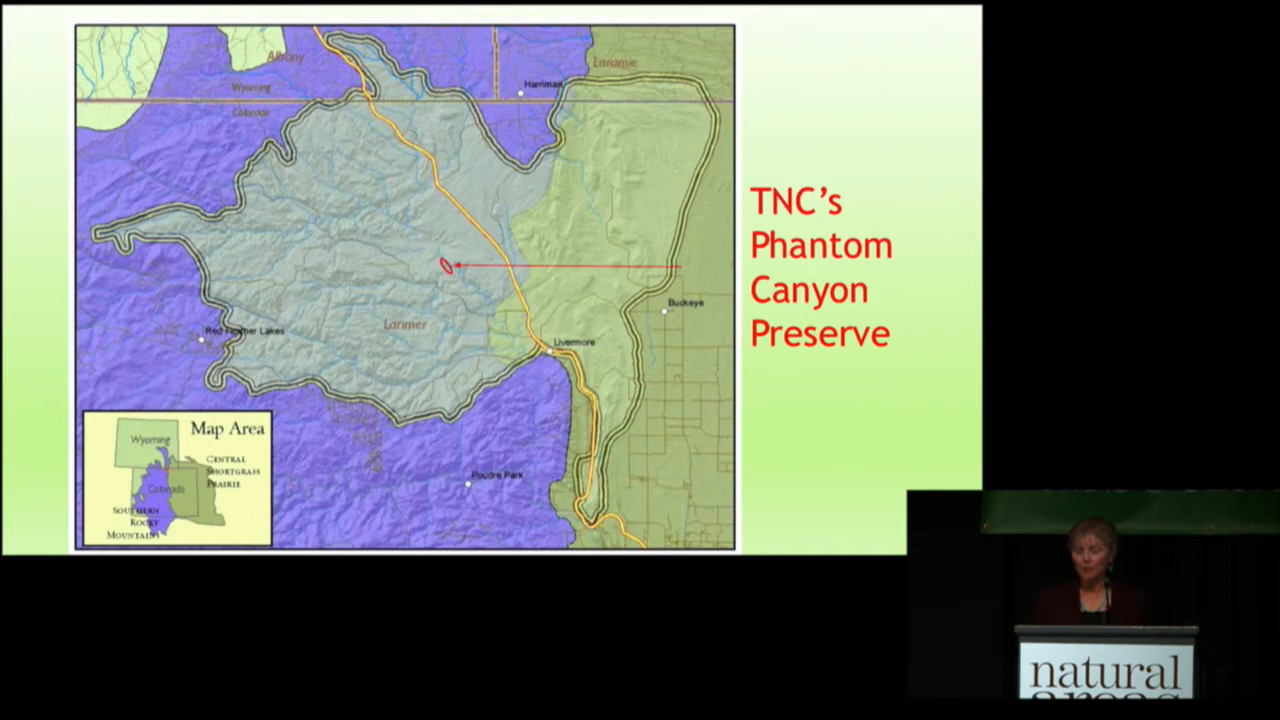 Albany
Laramie
Wyoming
Harriman
Colorado
TNC's
Phantom
Canyon
Preserve
Buckeye
Larimer
Red Feather Lakes
Livermore
Map Area
Wyoming
CENTRAL
SHORTGRASS
PRAIRIE
Poudre Park
Colorado
SOUTHERN
ROCKY
MOUNTAINS
natural
areas